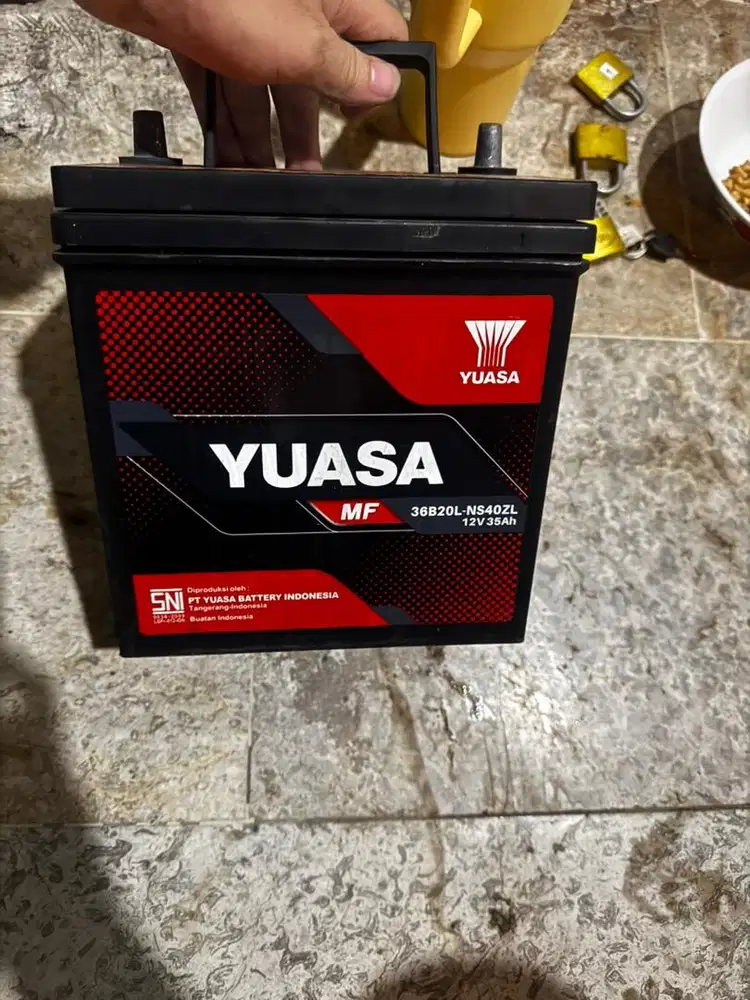 YUASA
YUASA
MF
36B20L-NS40ZL
12V 35Ah
SNI
Diproduksi oleh :
PT YUASA BATTERY INDONESIA
Tangerang-Indonesia
Buatan Indonesia